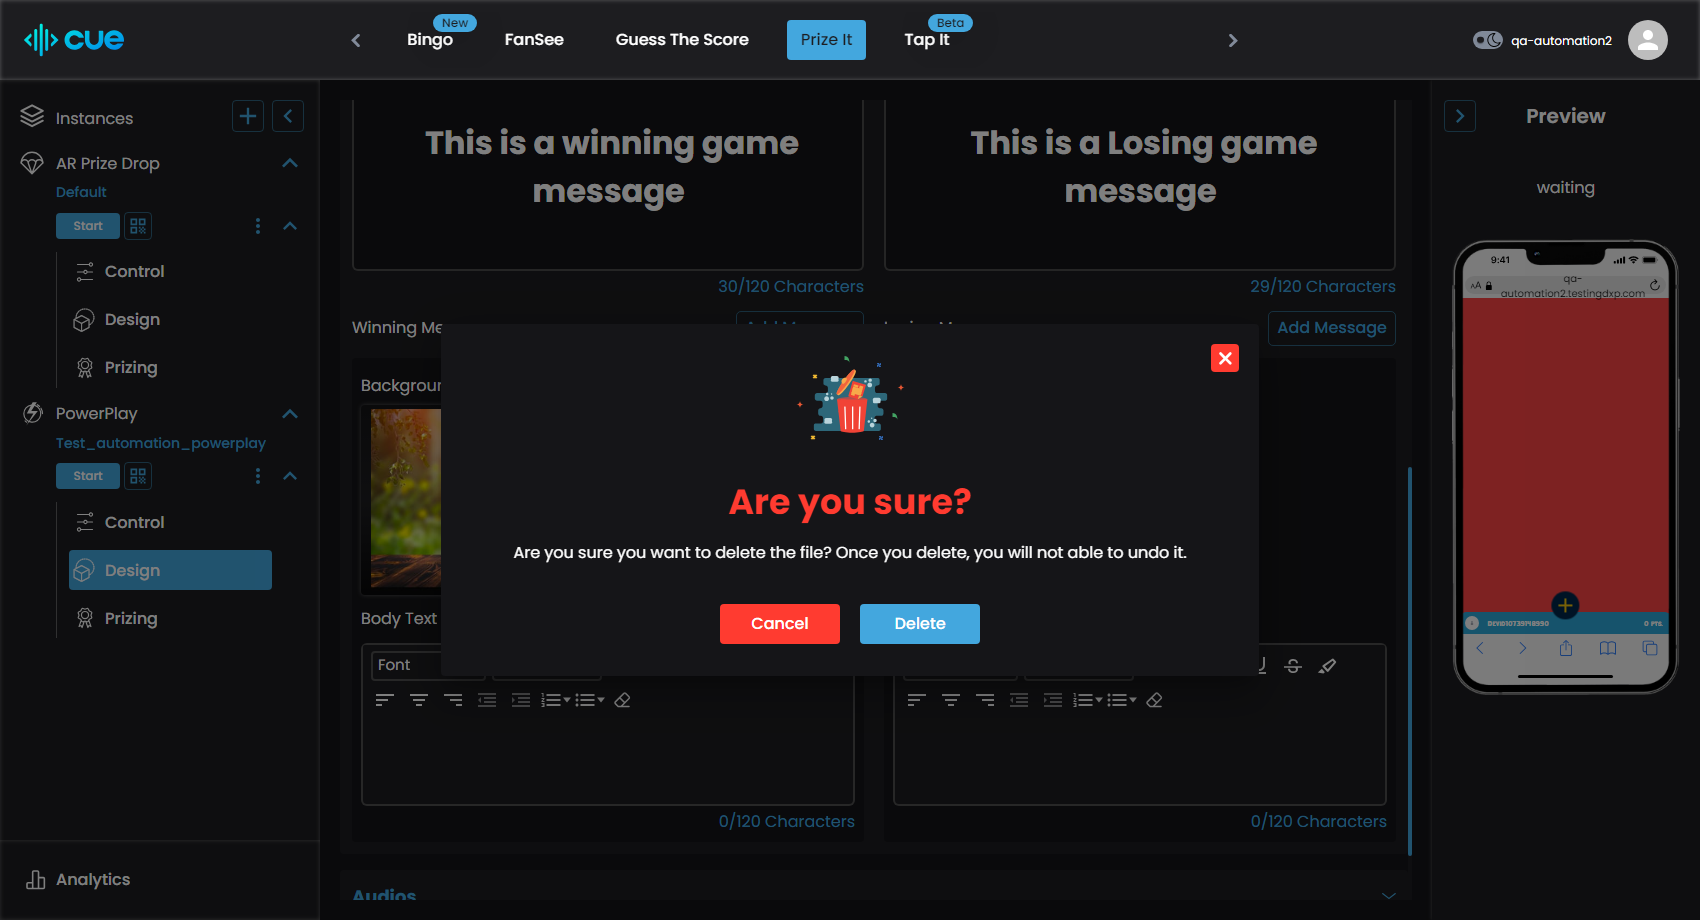 cue
New
Beta
Bingo
FanSee
Guess The Score
Prize It
Tap It
qa-automation2
Instances
AR Prize Drop
Default
Start
Control
Design
Prizing
PowerPlay
Test_automation_powerplay
Start
Control
Design
Prizing
Analytics
This is a winning game
message
30/120 Characters
This is a Losing game
message
29/120 Characters
Winning Me
Add Message
Backgroun
Body Text
Font
0/120 Characters
0/120 Characters
Audios
Are you sure?
Are you sure you want to delete the file? Once you delete, you will not able to undo it.
Cancel
Delete
Preview
waiting
9:41
AA
qa-
automation2.testingdxp.com
0 PTS.